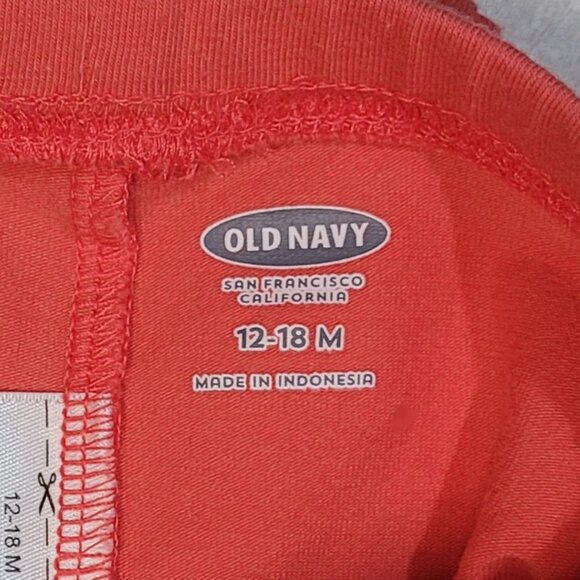 OLD NAVY
SAN FRANCISCO
CALIFORNIA
12-18 M
MADE IN INDONESIA
12-18 M